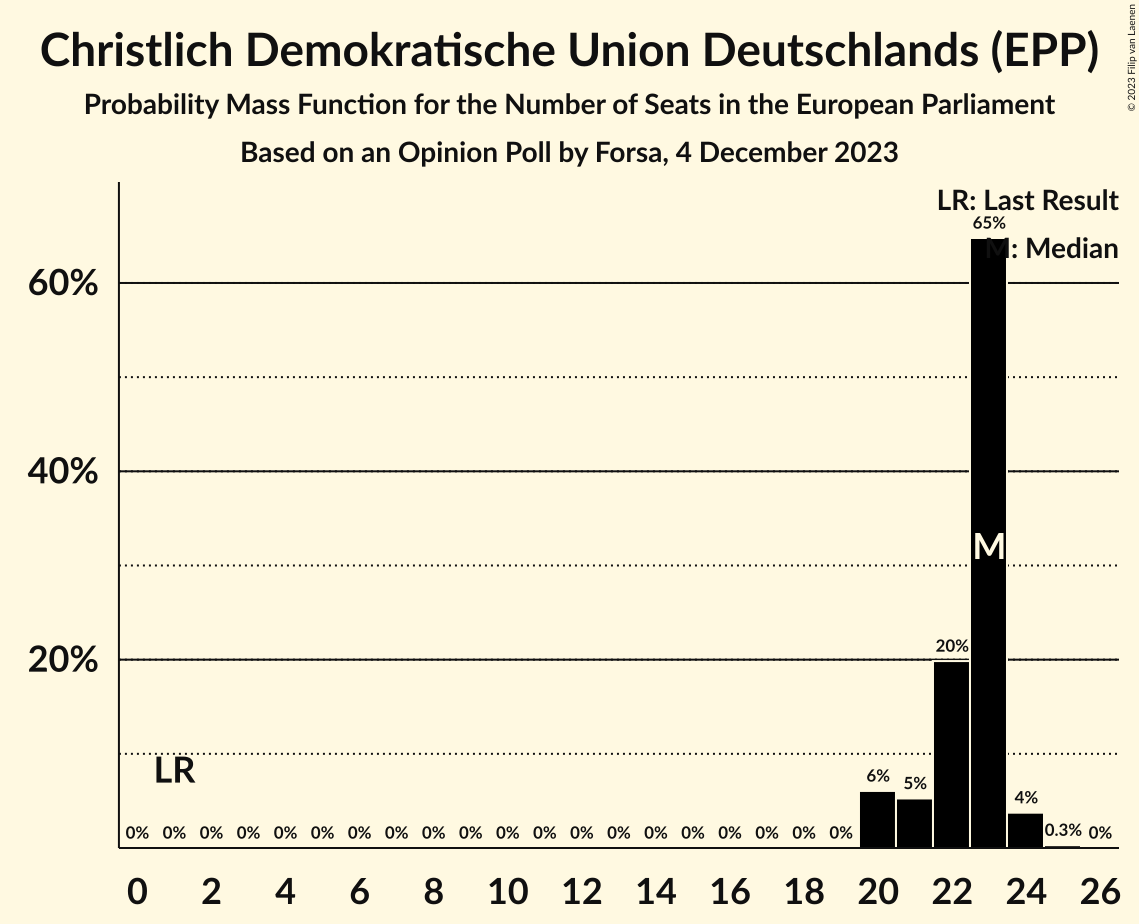 Christlich Demokratische Union Deutschlands (EPP)
Probability Mass Function for the Number of Seats in the European Parliament
Based on an Opinion Poll by Forsa, 4 December 2023
© 2023 Filip van Laenen
LR: Last Result
M: Median
65%
60%
40%
M
20%
20%
LR
0% 0% 0% 0% 0% 0% 0% 0% 0% 0% 0% 0% 0% 0% 0% 0% 0% 0% 0% 0% 6% 5% 4% 0.3% 0%
0 2 4 6 8 10 12 14 16 18 20 22 24 26